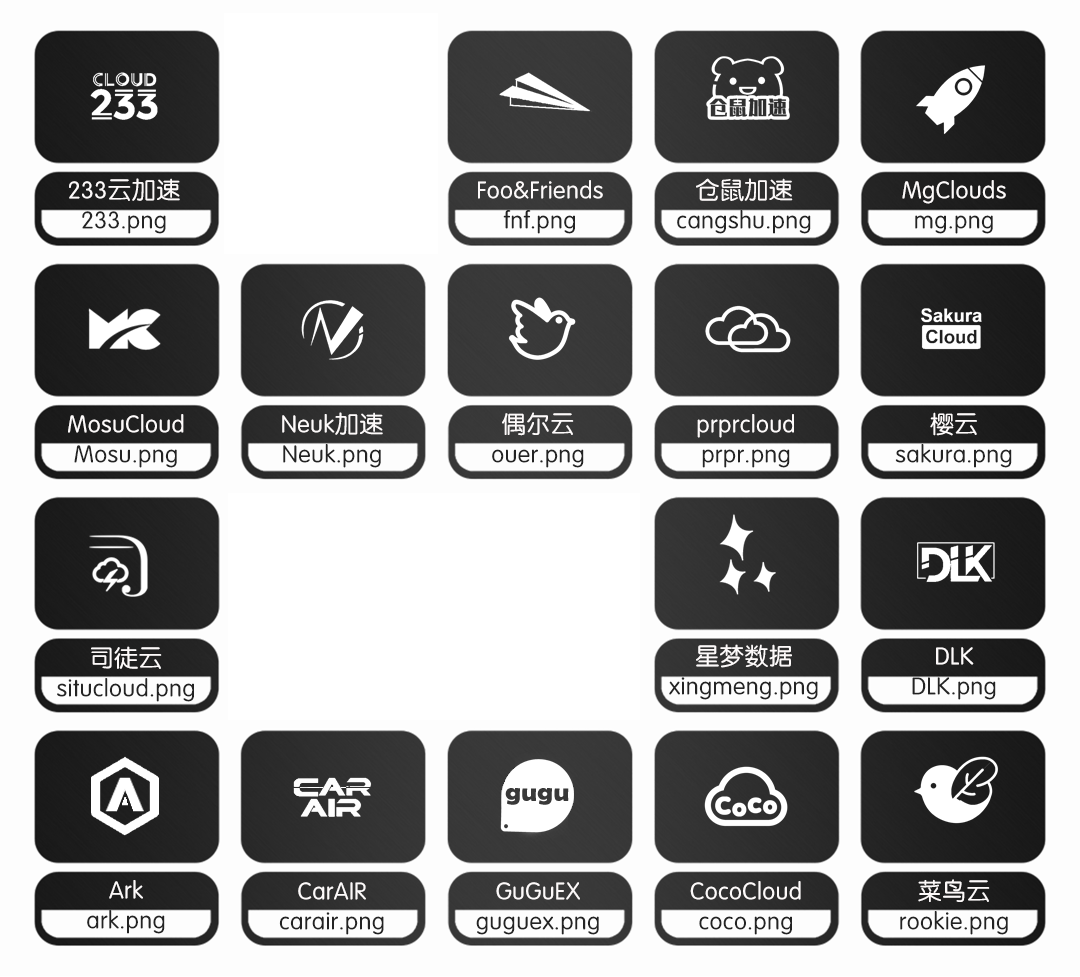 CLOUD
233
仓鼠加速
233云加速
Foo&Friends
仓鼠加速
MgClouds
233.png
fnf.png
cangshu.png
mg.png
Sakura
Cloud
MosuCloud
Neuk加速
偶尔云
prprcloud
樱云
Mosu.png
Neuk.png
ouer.png
prpr.png
sakura.png
DLK
司徒云
星梦数据
DLK
situcloud.png
xingmeng.png
DLK.png
CAR
AIR
gugu
CoCo
Ark
CarAIR
GuGuEX
CocoCloud
菜鸟云
ark.png
carair.png
guguex.png
coco.png
rookie.png